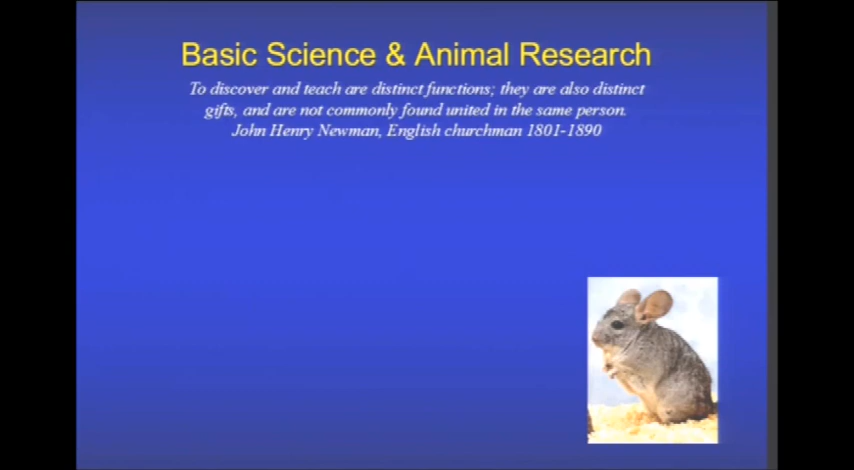 Basic Science & Animal Research
To discover and teach are distinct functions; they are also distinct
gifts, and are not commonly found united in the same person.
John Henry Newman, English churchman 1801-1890